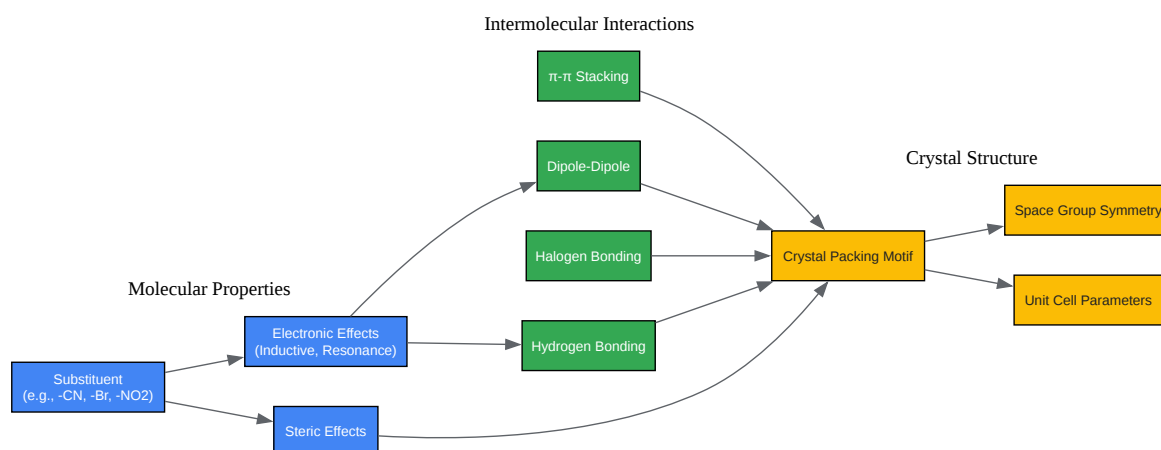 Intermolecular Interactions
π-π Stacking
Dipole-Dipole
Crystal Structure
Space Group Symmetry
Halogen Bonding
Crystal Packing Motif
Molecular Properties
Unit Cell Parameters
Electronic Effects
(Inductive, Resonance)
Hydrogen Bonding
Substituent
(e.g., -CN, -Br, -NO2)
Steric Effects